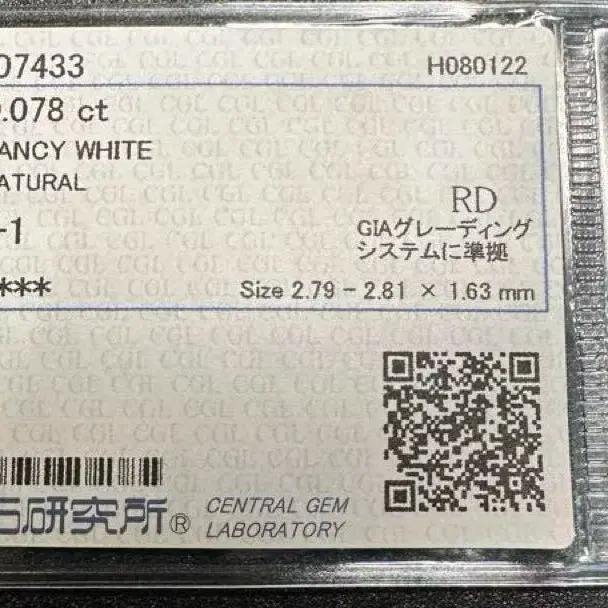 07433
H080122
0.078 ct
ANCY WHITE
ATURAL
RD
-1
GIAグレーディング
システムに準拠
***
Size 2.79 - 2.81 × 1.63 mm
石研究所®
CENTRAL GEM
LABORATORY